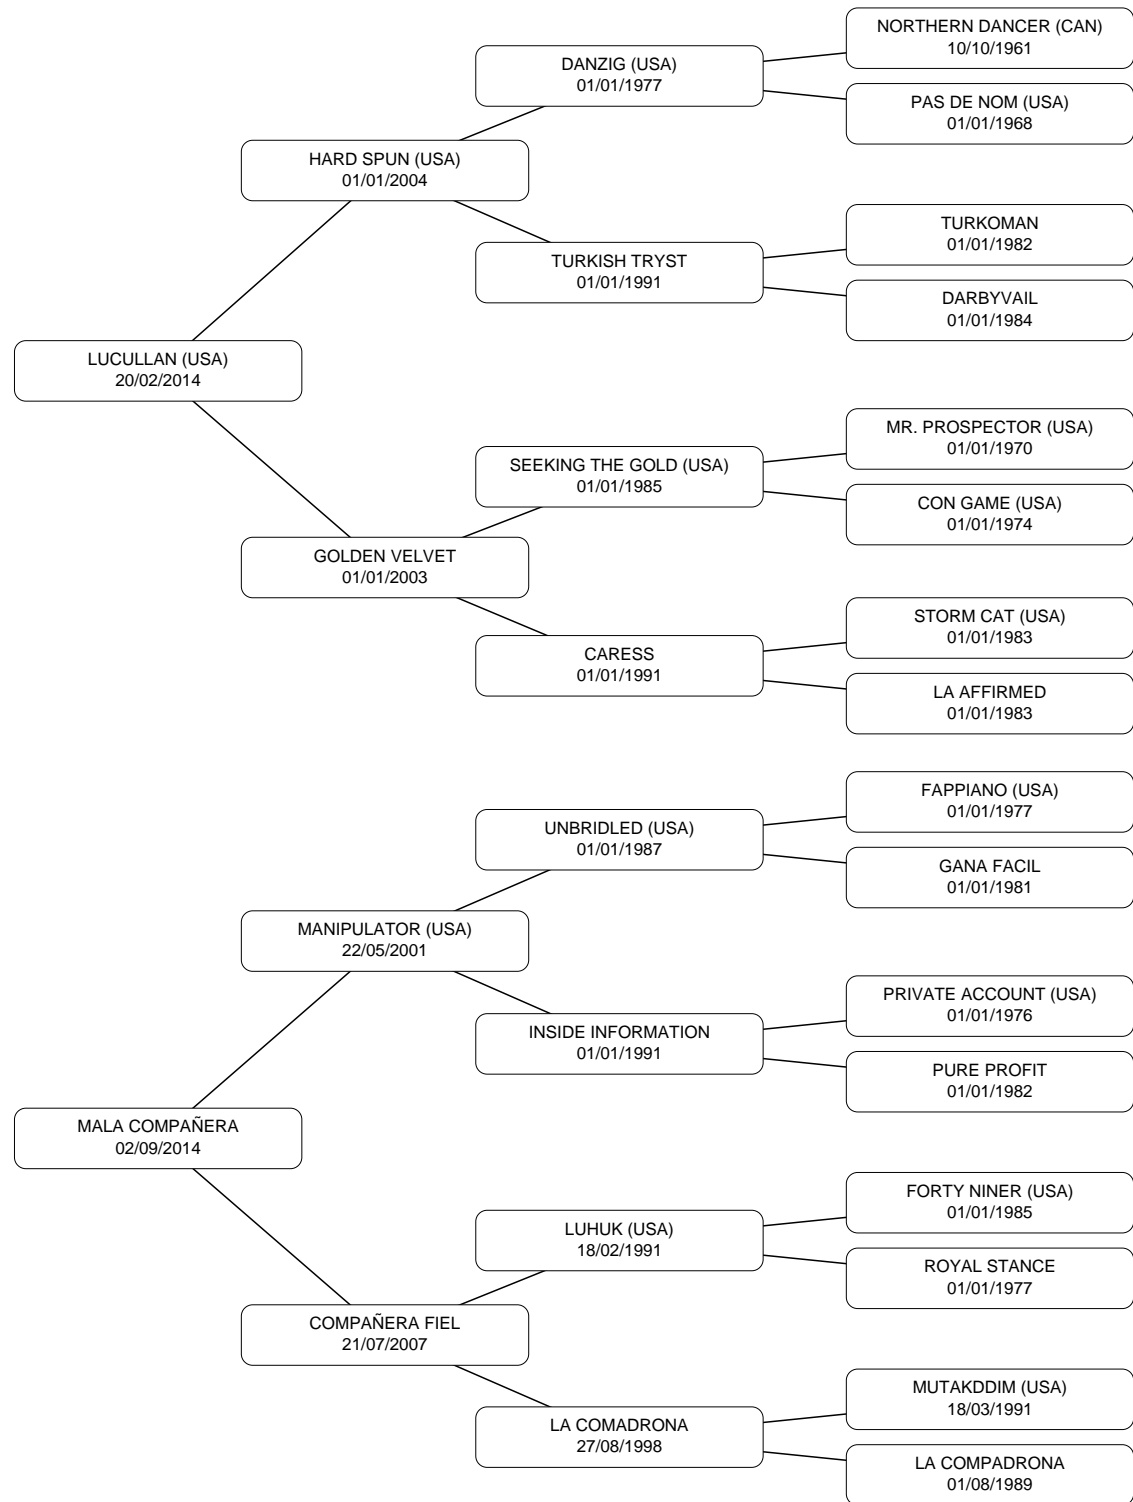 NORTHERN DANCER (CAN)
10/10/1961
DANZIG (USA)
01/01/1977
PAS DE NOM (USA)
01/01/1968
HARD SPUN (USA)
01/01/2004
TURKOMAN
01/01/1982
TURKISH TRYST
01/01/1991
DARBYVAIL
01/01/1984
LUCULLAN (USA)
20/02/2014
MR. PROSPECTOR (USA)
01/01/1970
SEEKING THE GOLD (USA)
01/01/1985
CON GAME (USA)
01/01/1974
GOLDEN VELVET
01/01/2003
STORM CAT (USA)
01/01/1983
CARESS
01/01/1991
LA AFFIRMED
01/01/1983
FAPPIANO (USA)
01/01/1977
UNBRIDLED (USA)
01/01/1987
GANA FACIL
01/01/1981
MANIPULATOR (USA)
22/05/2001
PRIVATE ACCOUNT (USA)
01/01/1976
INSIDE INFORMATION
01/01/1991
PURE PROFIT
01/01/1982
MALA COMPAÑERA
02/09/2014
FORTY NINER (USA)
01/01/1985
LUHUK (USA)
18/02/1991
ROYAL STANCE
01/01/1977
COMPAÑERA FIEL
21/07/2007
MUTAKDDIM (USA)
18/03/1991
LA COMADRONA
27/08/1998
LA COMPADRONA
01/08/1989